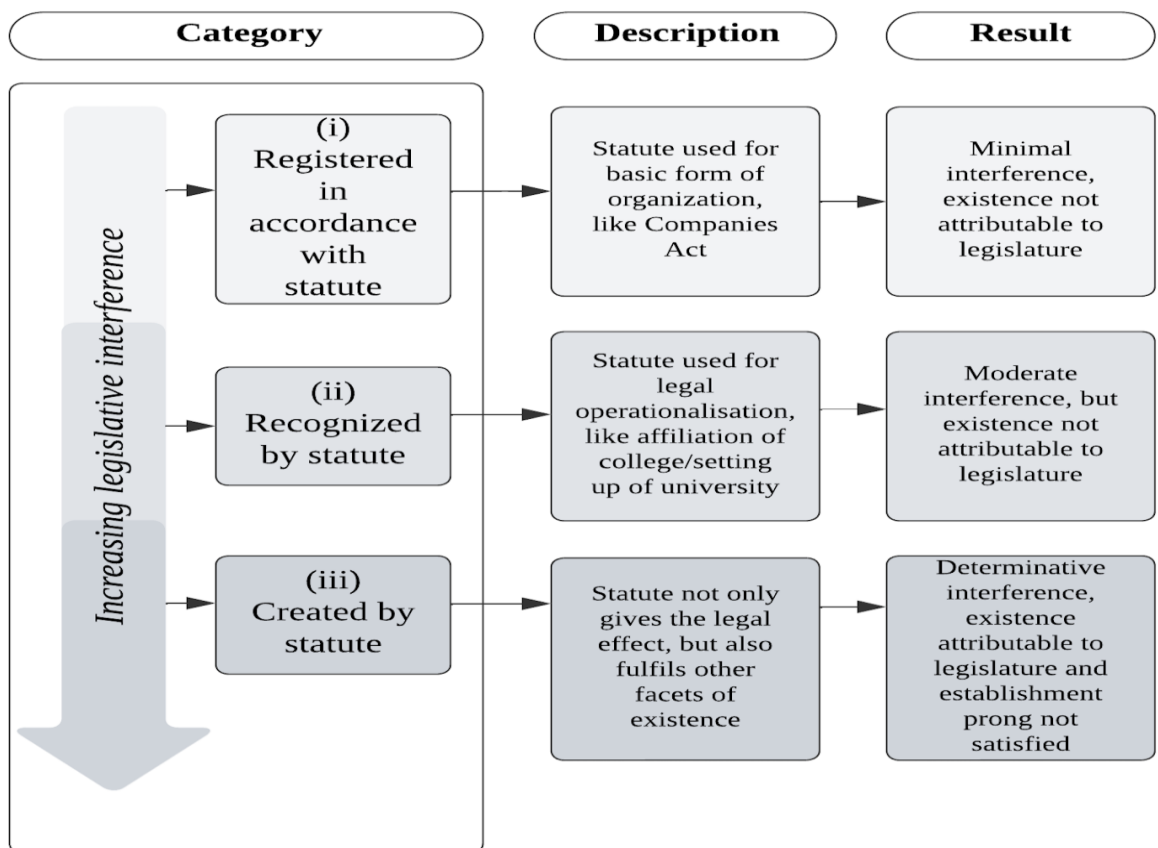 Category
Description
Result
Increasing legislative interference
(i)
Registered
in
accordance
with
statute
Statute used for
basic form of
organization,
like Companies
Act
Minimal
interference,
existence not
attributable to
legislature
(ii)
Recognized
by statute
Statute used for
legal
operationalisation,
like affiliation of
college/setting
up of university
Moderate
interference, but
existence not
attributable to
legislature
(iii)
Created by
statute
Statute not only
gives the legal
effect, but also
fulfils other
facets of
existence
Determinative
interference,
existence
attributable to
legislature and
establishment
prong not
satisfied